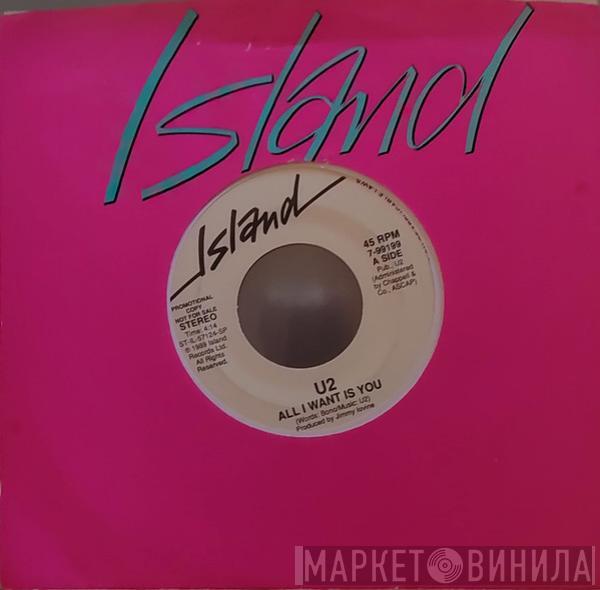 Island
Island
45 RPM
7-99199
A SIDE
Pub., U2
(Administered
by Chappell &
Co., ASCAP)
PROMOTIONAL
COPY
NOT FOR SALE
STEREO
Time: 4:14
ST-IL-57124-SP
℗ 1988 Island
Records Ltd.
All Rights
Reserved.
U2
ALL I WANT IS YOU
(Words: Bono/Music: U2)
Produced by Jimmy Iovine
МАРКЕТ ВИНИЛА